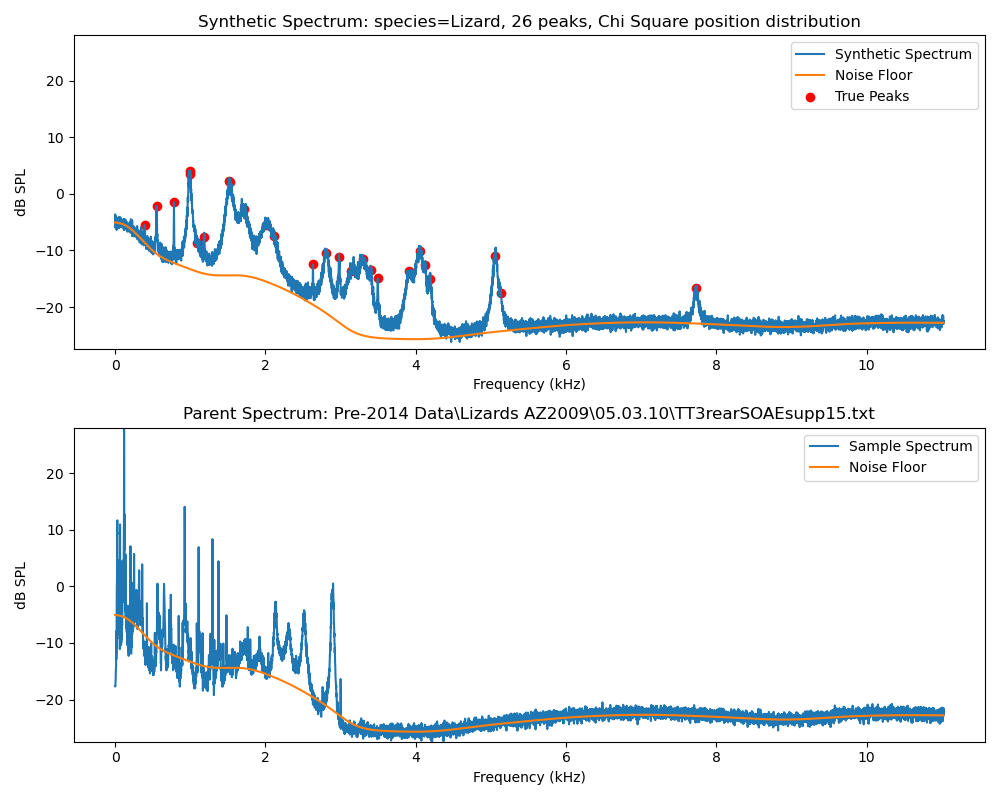 Synthetic Spectrum: species=Lizard, 26 peaks, Chi Square position distribution
dB SPL
20
10
0
−10
−20
Synthetic Spectrum
Noise Floor
True Peaks
0 2 4 6 8 10
Frequency (kHz)
Parent Spectrum: Pre-2014 Data\Lizards AZ2009\05.03.10\TT3rearSOAEsupp15.txt
dB SPL
20
10
0
−10
−20
Sample Spectrum
Noise Floor
0 2 4 6 8 10
Frequency (kHz)